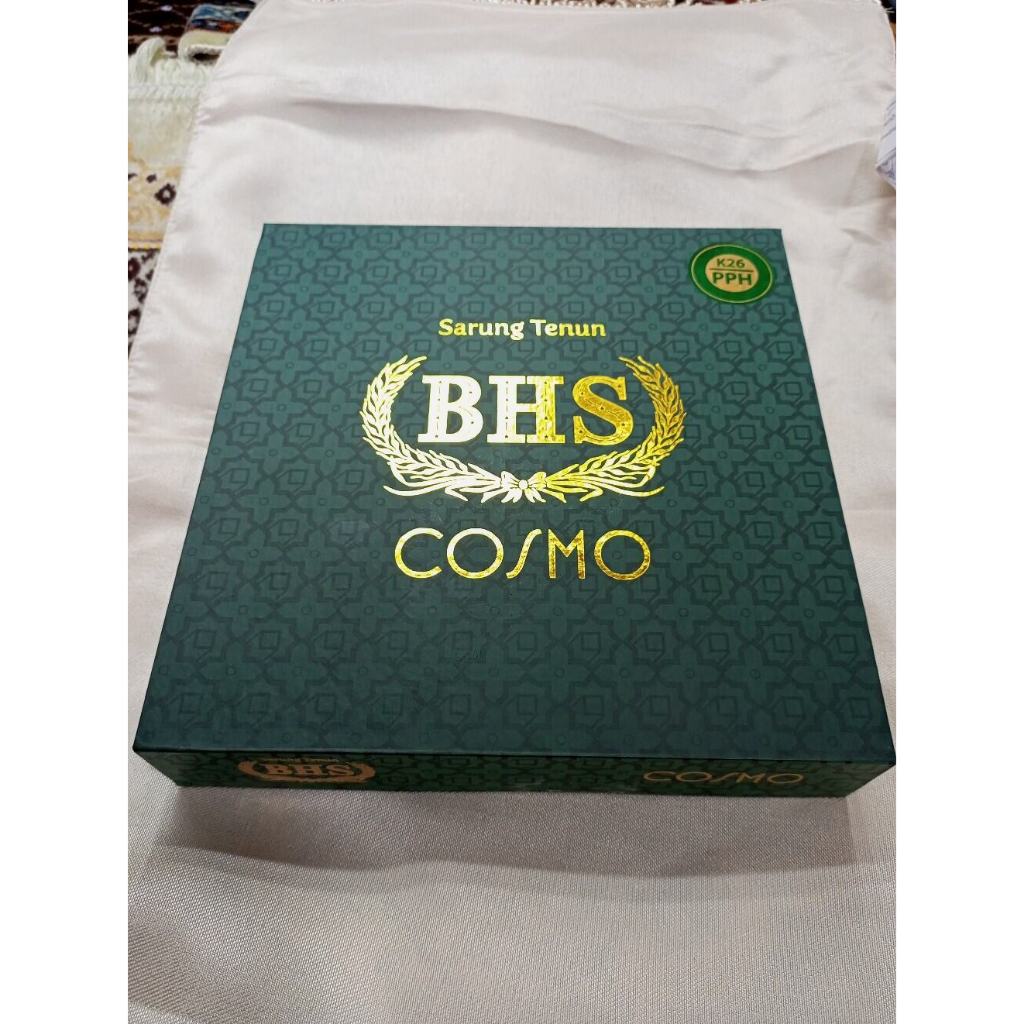 K26
PPH
Sarung Tenun
BHS
COSMO
BHS
COSMO